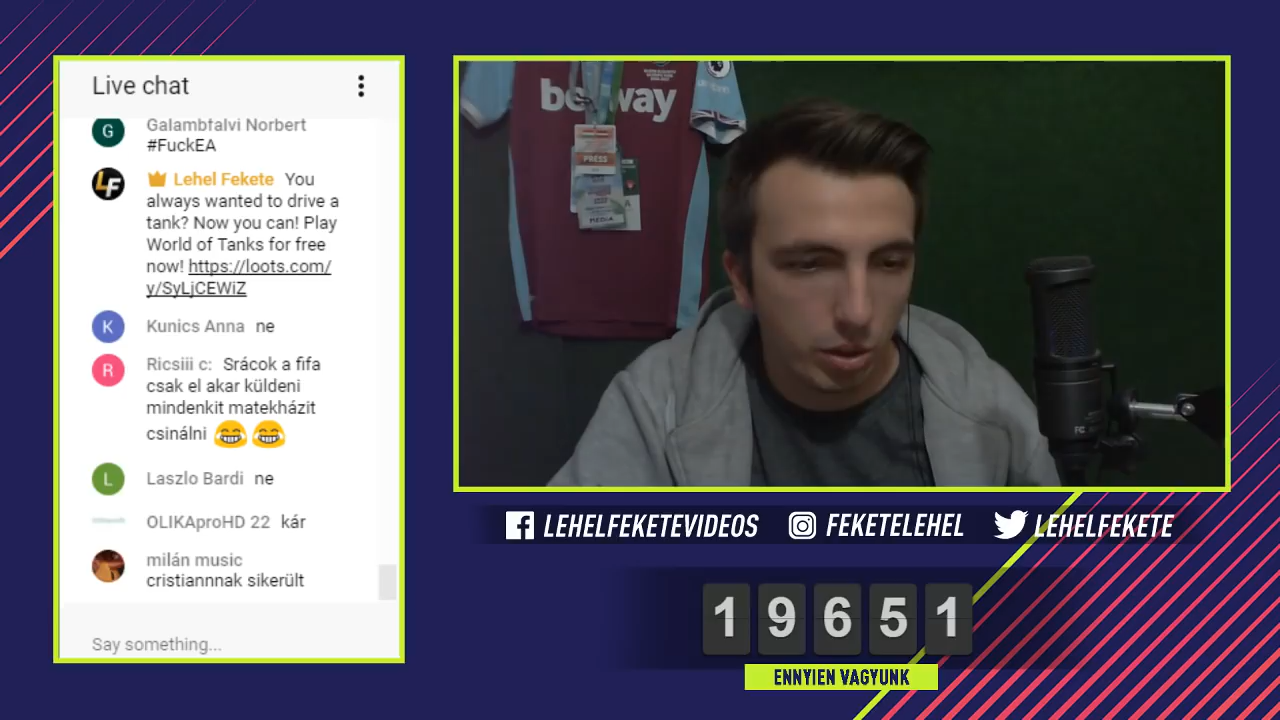 Live chat
Galambfalvi Norbert
#FuckEA
LF Lehel Fekete You
always wanted to drive a
tank? Now you can! Play
World of Tanks for free
now! https://loots.com/
y/SyLjCEWiZ
K Kunics Anna ne
R Ricsiii c: Srácok a fifa
csak el akar küldeni
mindenkit matekházit
csinálni
L Laszlo Bardi ne
OLIKAproHD 22 kár
milán music
cristiannnak sikerült
Say something...
PRESS
MEDIA
LEHELFEKETEVIDEOS FEKETELEHEL LEHELFEKETE
19651
ENNYIEN VAGYUNK